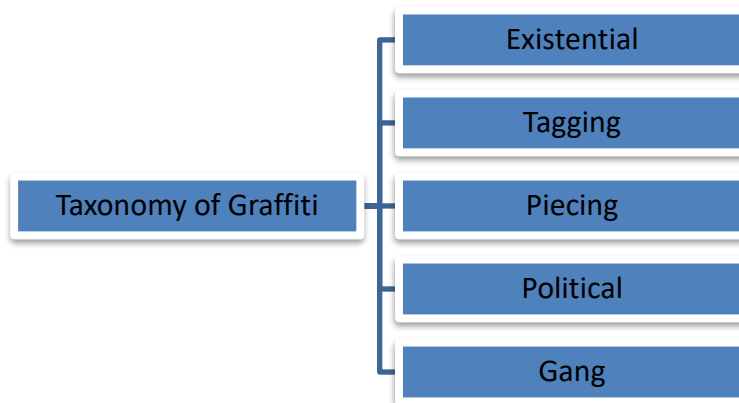 Existential
Tagging
Taxonomy of Graffiti
Piecing
Political
Gang